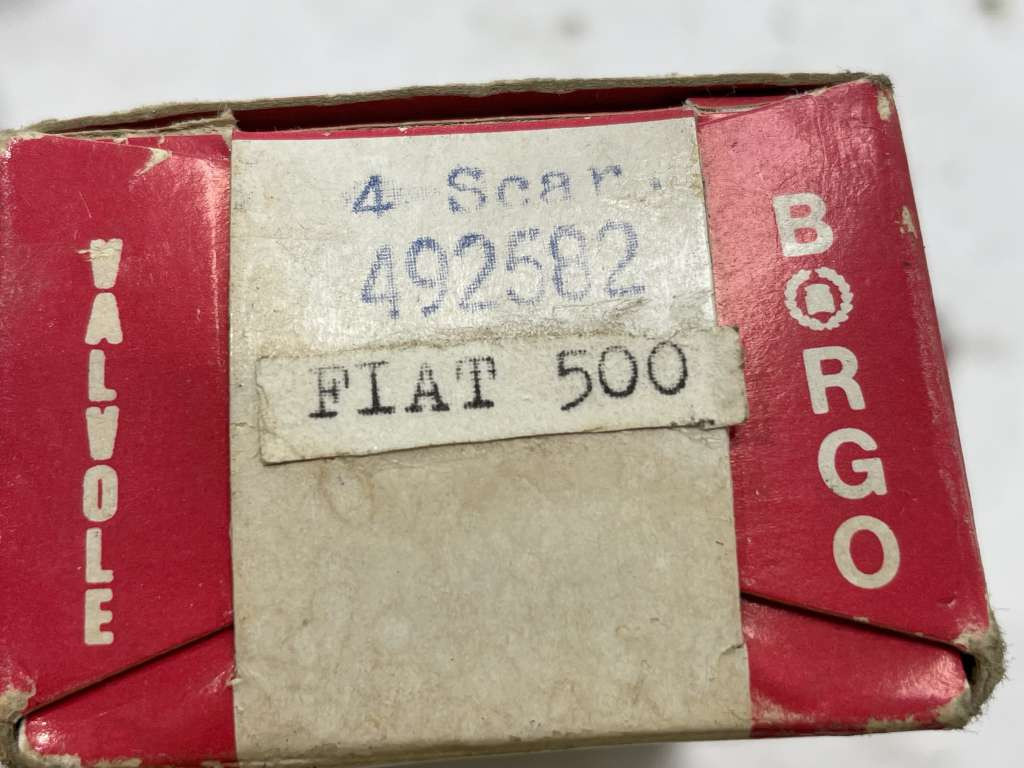 4 Scar.
492582
FIAT 500
VALVOLE
BORGO